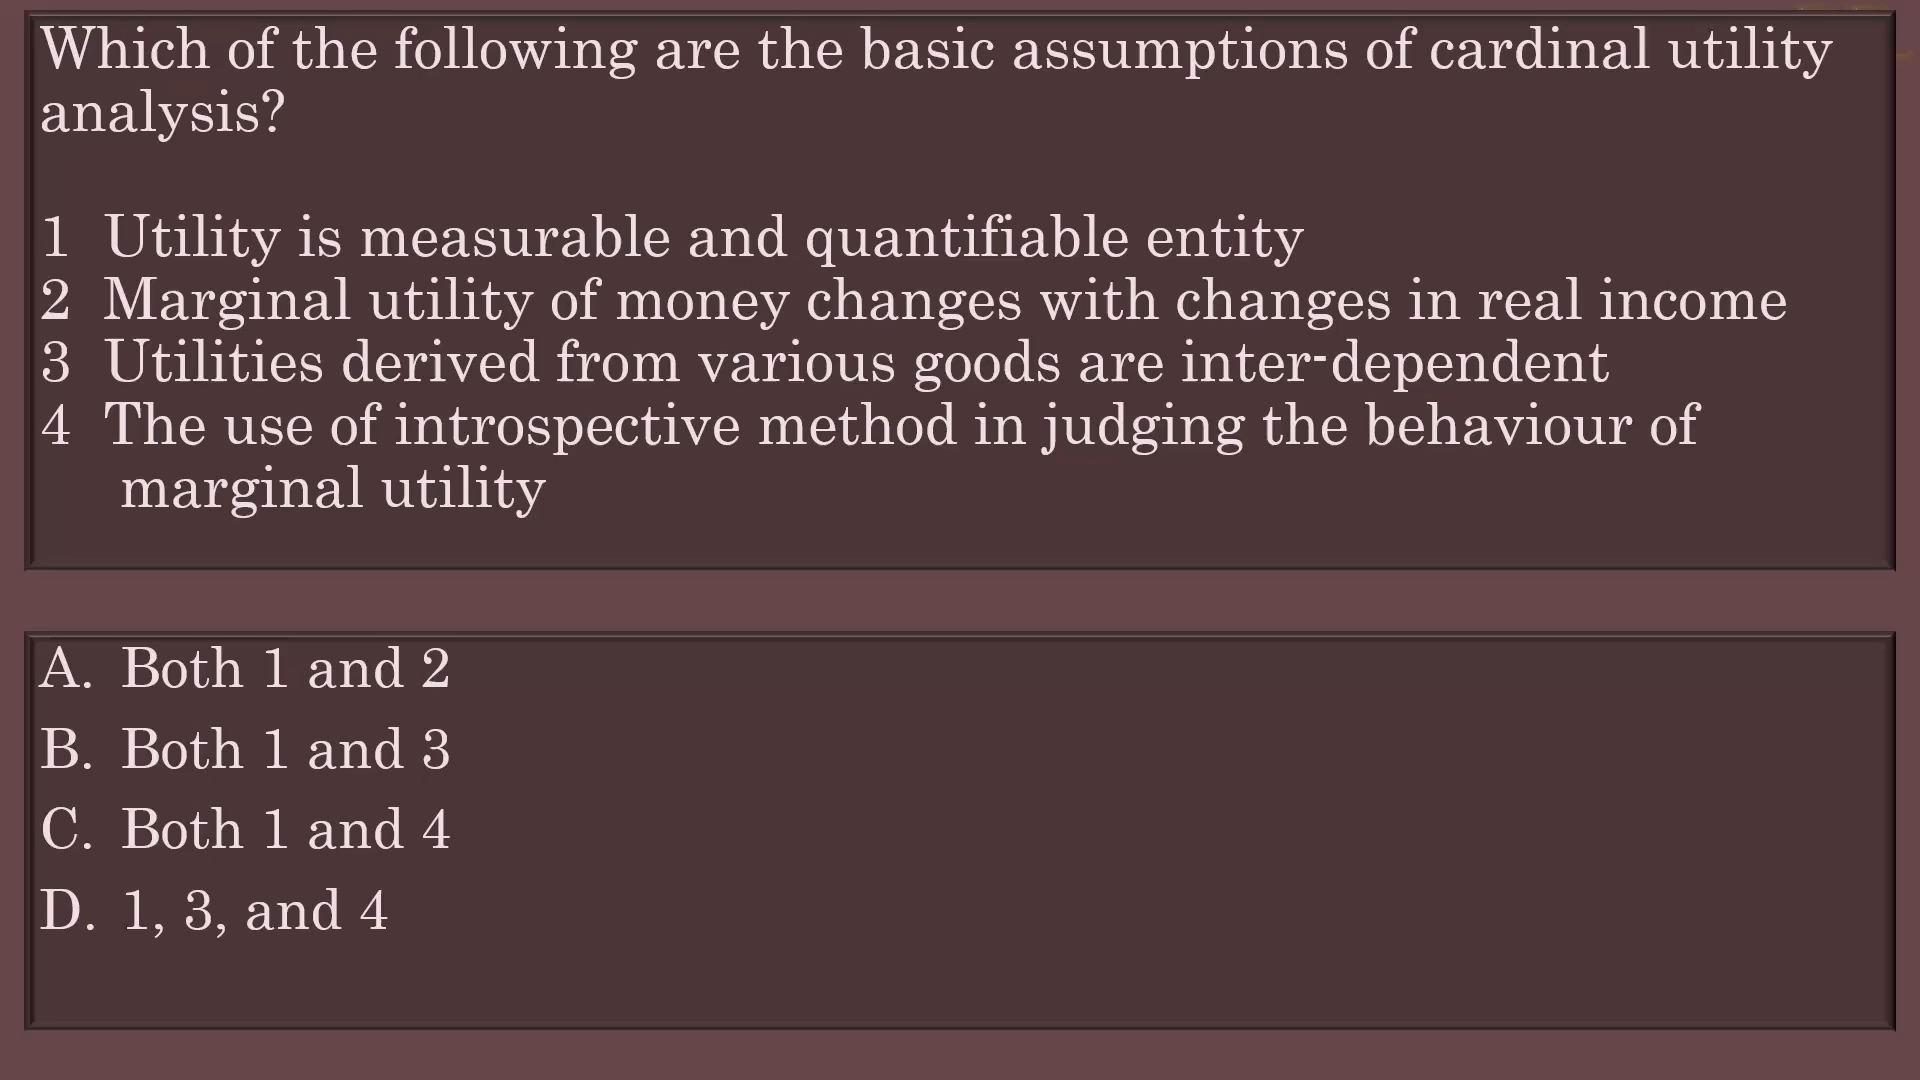 Which of the following are the basic assumptions of cardinal utility
analysis?
1 Utility is measurable and quantifiable entity
2 Marginal utility of money changes with changes in real income
3 Utilities derived from various goods are inter-dependent
4 The use of introspective method in judging the behaviour of
marginal utility
A. Both 1 and 2
B. Both 1 and 3
C. Both 1 and 4
D. 1, 3, and 4